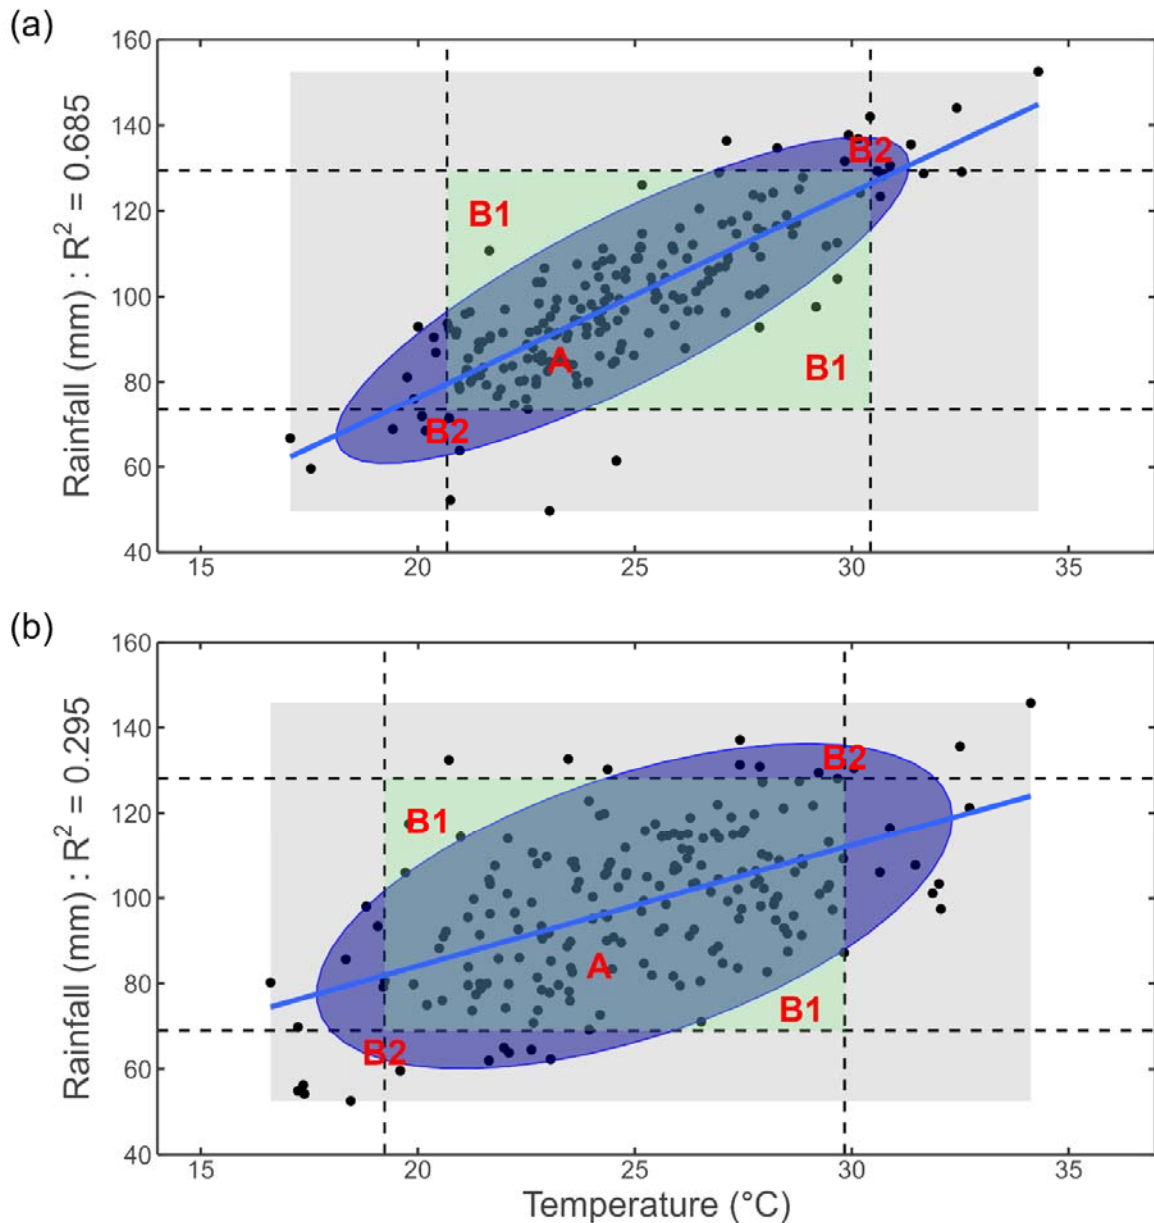 (a)
Rainfall (mm) : R² = 0.685
160
140
120
100
80
60
40
B2
B1
A
B1
B2
15 20 25 30 35
(b)
Rainfall (mm) : R² = 0.295
160
140
120
100
80
60
40
B2
B1
A
B1
B2
15 20 25 30 35
Temperature (°C)